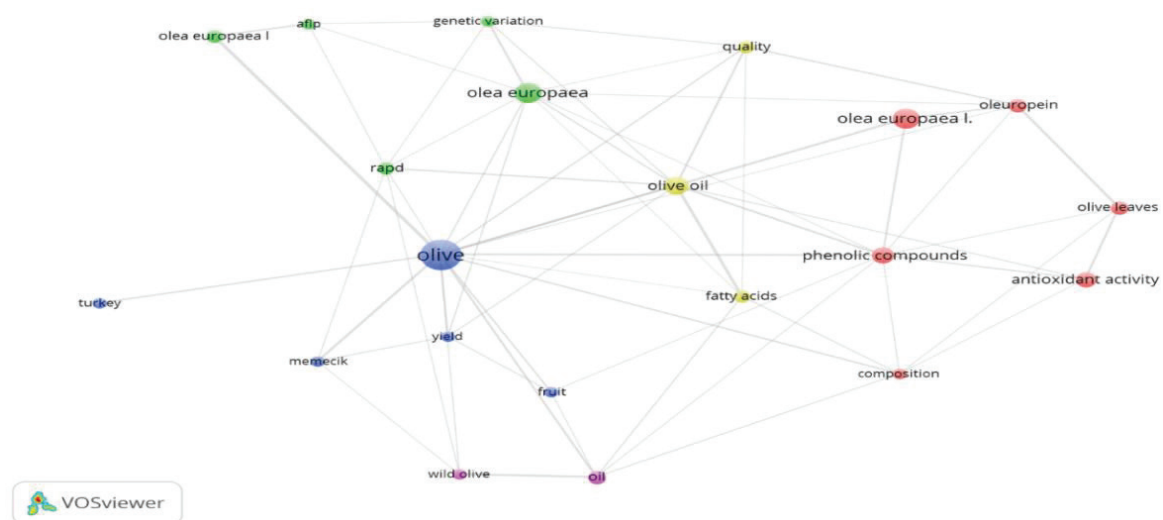 afip
genetic variation
olea europaea l
quality
olea europaea
oleuropein
olea europaea l.
rapd
olive oil
olive leaves
olive
phenolic compounds
antioxidant activity
fatty acids
turkey
yield
memecik
composition
fruit
wild olive
oil
VOSviewer